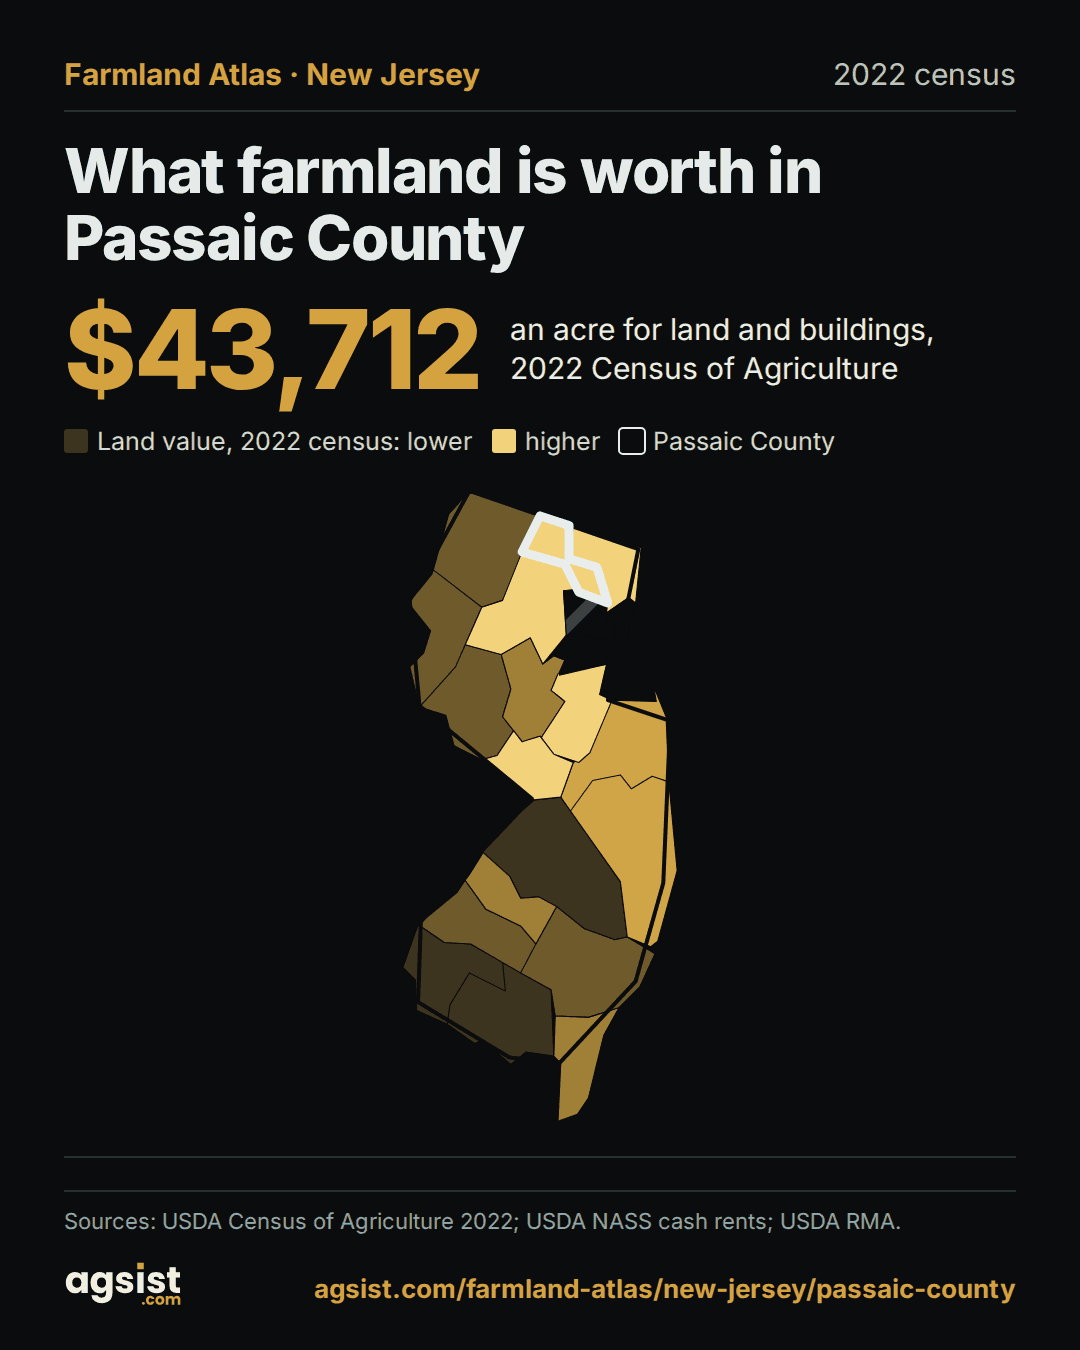 Farmland Atlas · New Jersey
2022 census
What farmland is worth in
Passaic County
$43,712
an acre for land and buildings,
2022 Census of Agriculture
Land value, 2022 census: lower
higher
Passaic County
Sources: USDA Census of Agriculture 2022; USDA NASS cash rents; USDA RMA.
agsist
.com
agsist.com/farmland-atlas/new-jersey/passaic-county